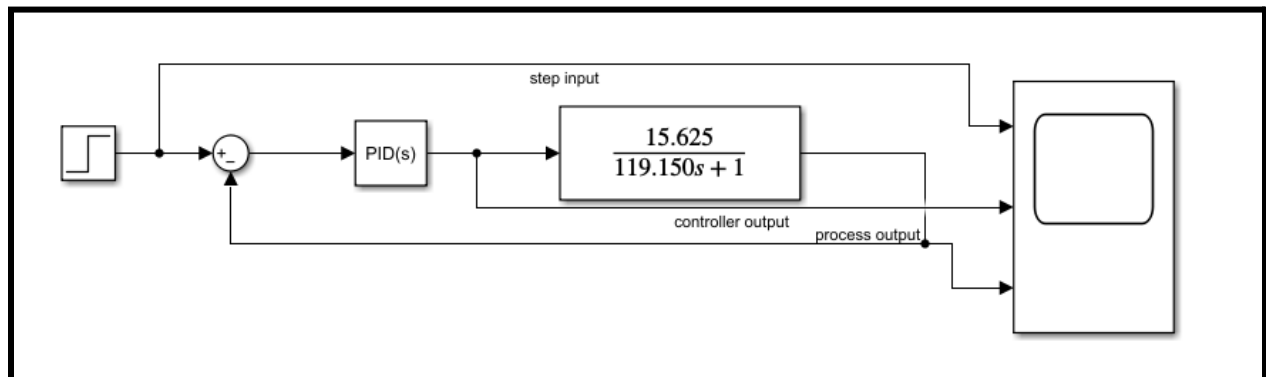 step input
+
−
PID(s)
15.625
119.150s + 1
controller output
process output